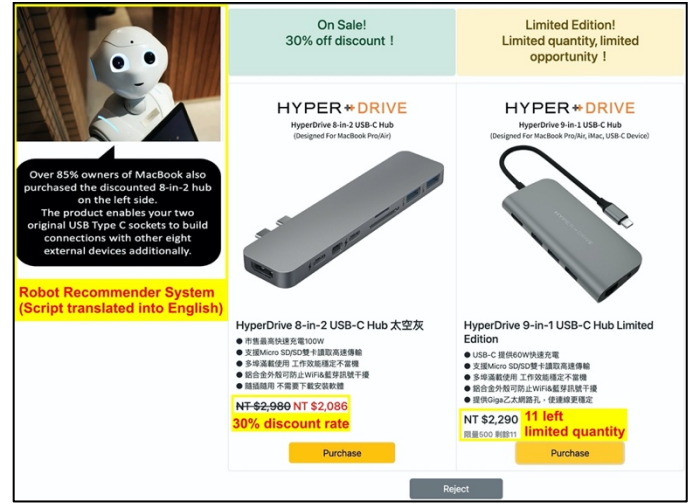 Over 85% owners of MacBook also
purchased the discounted 8-in-2 hub
on the left side.
The product enables your two
original USB Type C sockets to build
connections with other eight
external devices additionally.
Robot Recommender System
(Script translated into English)
On Sale!
30% off discount！
HYPER DRIVE
HyperDrive 8-in-2 USB-C Hub
(Designed For MacBook Pro/Air)
HyperDrive 8-in-2 USB-C Hub 太空灰
● 市售最高快速充電100W
● 支援Micro SD/SD雙卡讀取高速傳輸
● 多埠滿載使用 工作效能穩定不當機
● 鋁合金外殼可防止WiFi&藍芽訊號干擾
● 隨插隨用 不需要下載安裝軟體
NT $2,980 NT $2,086
30% discount rate
Purchase
Limited Edition!
Limited quantity, limited
opportunity！
HYPER DRIVE
HyperDrive 9-in-1 USB-C Hub
(Designed For MacBook Pro/Air, iMac, USB-C Device)
HYPERDRIVE
HyperDrive 9-in-1 USB-C Hub Limited
Edition
● USB-C 提供60W快速充電
● 支援Micro SD/SD雙卡讀取高速傳輸
● 多埠滿載使用 工作效能穩定不當機
● 鋁合金外殼可防止WiFi&藍芽訊號干擾
● 提供Giga乙太網路孔，使連線更穩定
NT $2,290 11 left
限量500 剩餘11 limited quantity
Purchase
Reject